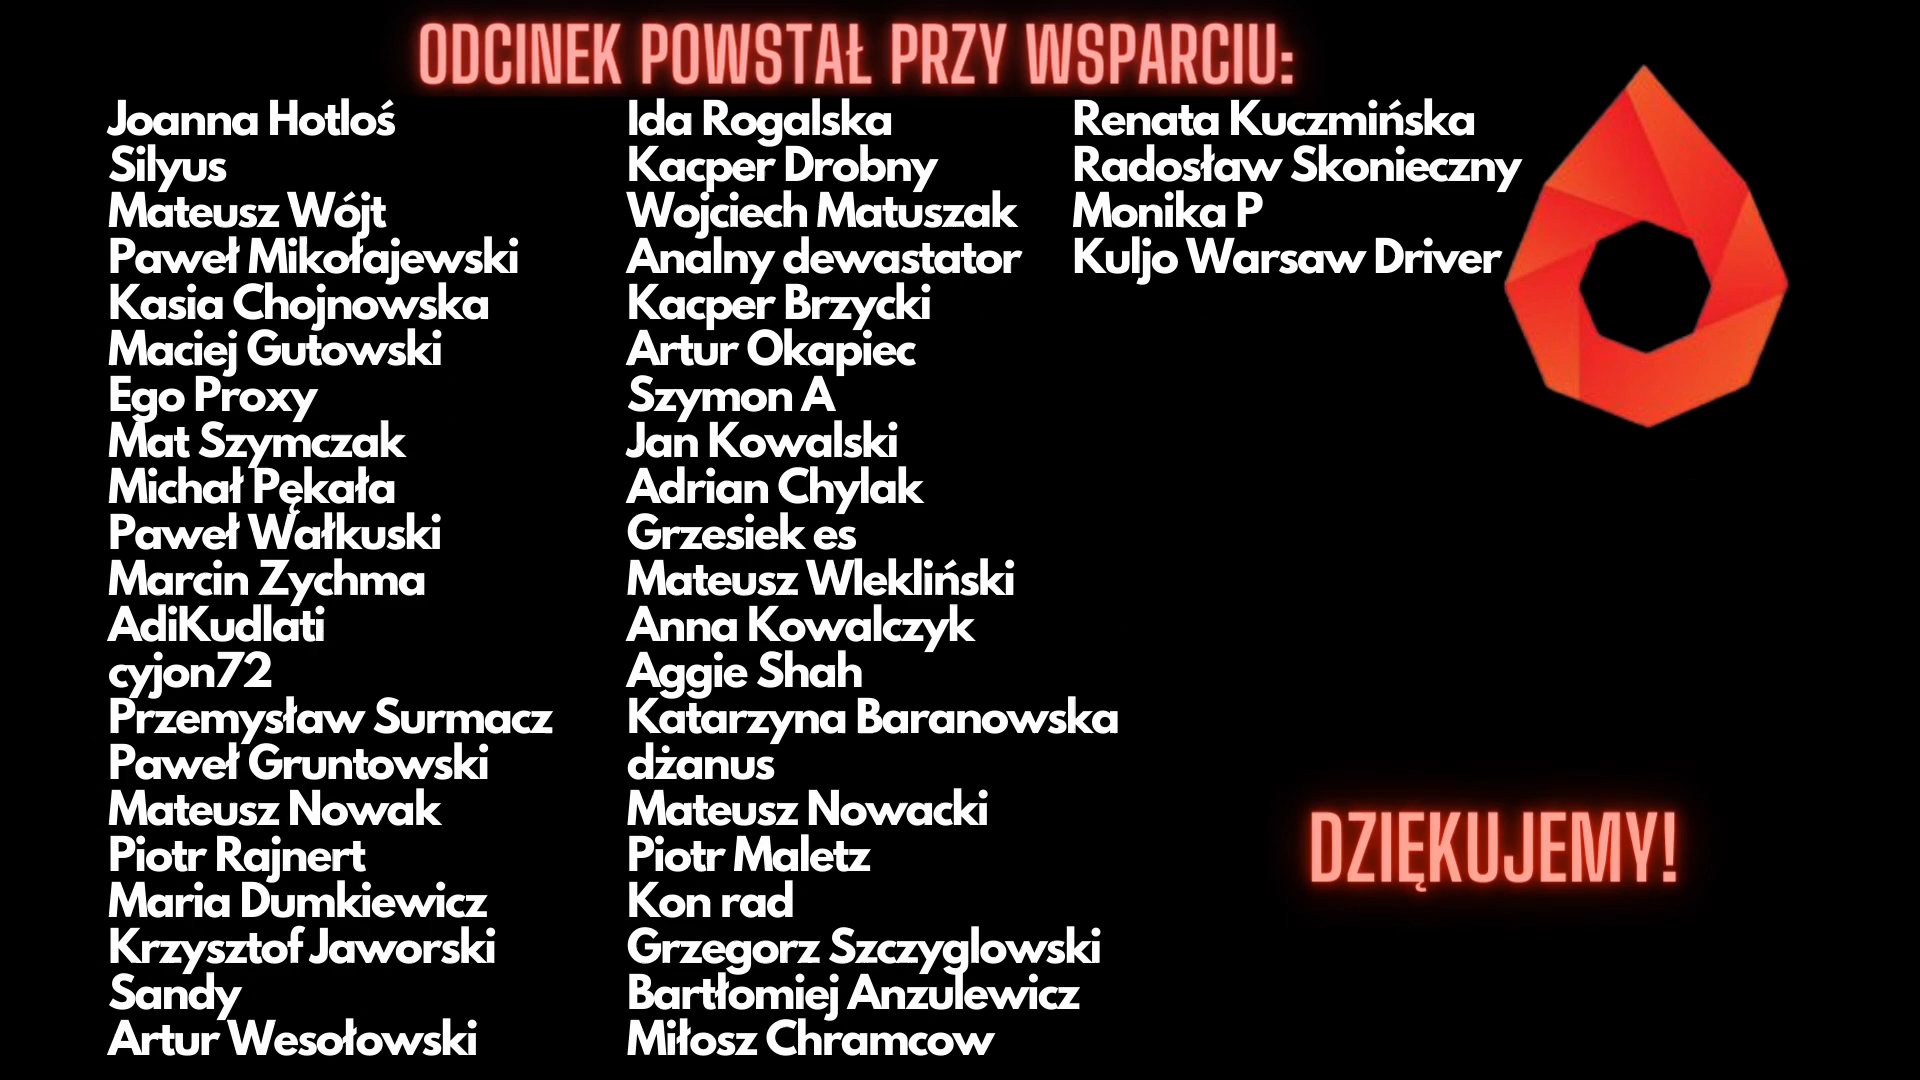 ODCINEK POWSTAŁ PRZY WSPARCIU:
Joanna Hotloś
Silyus
Mateusz Wójt
Paweł Mikołajewski
Kasia Chojnowska
Maciej Gutowski
Ego Proxy
Mat Szymczak
Michał Pękała
Paweł Wałkuski
Marcin Zychma
AdiKudlati
cyjon72
Przemysław Surmacz
Paweł Gruntowski
Mateusz Nowak
Piotr Rajnert
Maria Dumkiewicz
Krzysztof Jaworski
Sandy
Artur Wesołowski
Ida Rogalska
Kacper Drobny
Wojciech Matuszak
Analny dewastator
Kacper Brzycki
Artur Okapiec
Szymon A
Jan Kowalski
Adrian Chylak
Grzesiek es
Mateusz Wlekliński
Anna Kowalczyk
Aggie Shah
Katarzyna Baranowska
dżanus
Mateusz Nowacki
Piotr Maletz
Kon rad
Grzegorz Szczyglowski
Bartłomiej Anzulewicz
Miłosz Chramcow
Renata Kuczmińska
Radosław Skonieczny
Monika P
Kuljo Warsaw Driver
DZIĘKUJEMY!